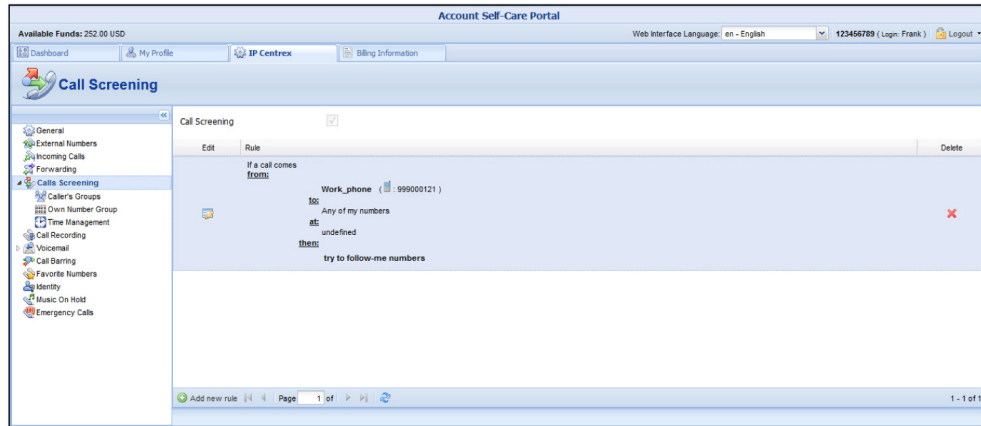 Account Self-Care Portal
Available Funds: 252.00 USD
Web Interface Language: en - English
123456789 ( Login: Frank ) Logout
Dashboard
My Profile
IP Centrex
Billing Information
Call Screening
General
External Numbers
Incoming Calls
Forwarding
Calls Screening
Caller's Groups
Own Number Group
Time Management
Call Recording
Voicemail
Call Barring
Favorite Numbers
Identity
Music On Hold
Emergency Calls
Call Screening
Edit Rule Delete
If a call comes
from:
Work_phone ( : 999000121 )
to:
Any of my numbers
at:
undefined
then:
try to follow-me numbers
Add new rule Page 1 of 1 - 1 of 1